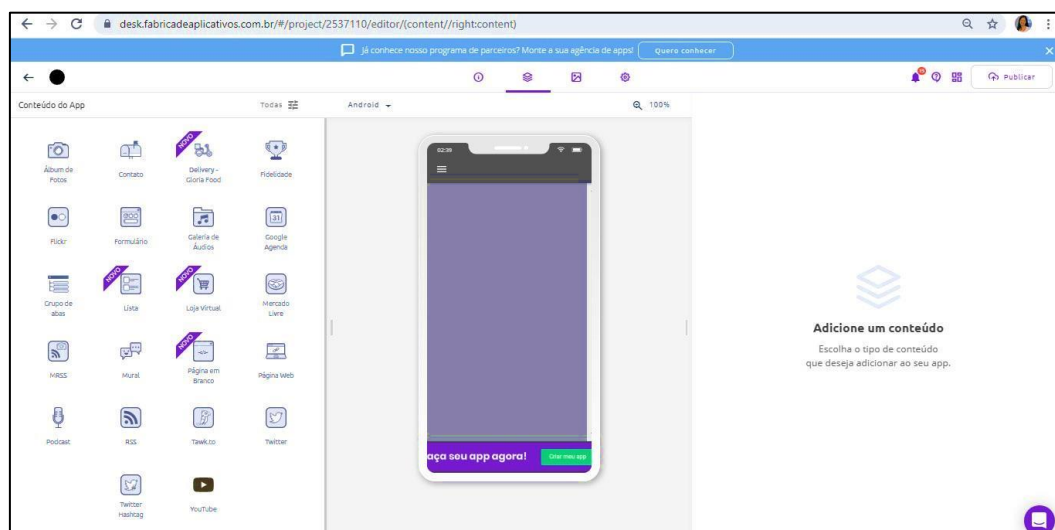 desk.fabricadeaplicativos.com.br/#/project/2537110/editor/(content//right:content)
Já conhece nosso programa de parceiros? Monte a sua agência de apps!
Quero conhecer
Publicar
Conteúdo do App
Todas
Android
100%
Álbum de
Fotos
Contato
NOVO
Delivery -
Gloria Food
Fidelidade
Flickr
Formulário
Galeria de
Áudios
31
Google
Agenda
Grupo de
abas
NOVO
Lista
NOVO
Loja Virtual
Mercado
Livre
MRSS
Mural
NOVO
Página em
Branco
Página Web
Podcast
RSS
Tawk.to
Twitter
Twitter
Hashtag
YouTube
02:39
aça seu app agora!
Criar meu app
Adicione um conteúdo
Escolha o tipo de conteúdo
que deseja adicionar ao seu app.